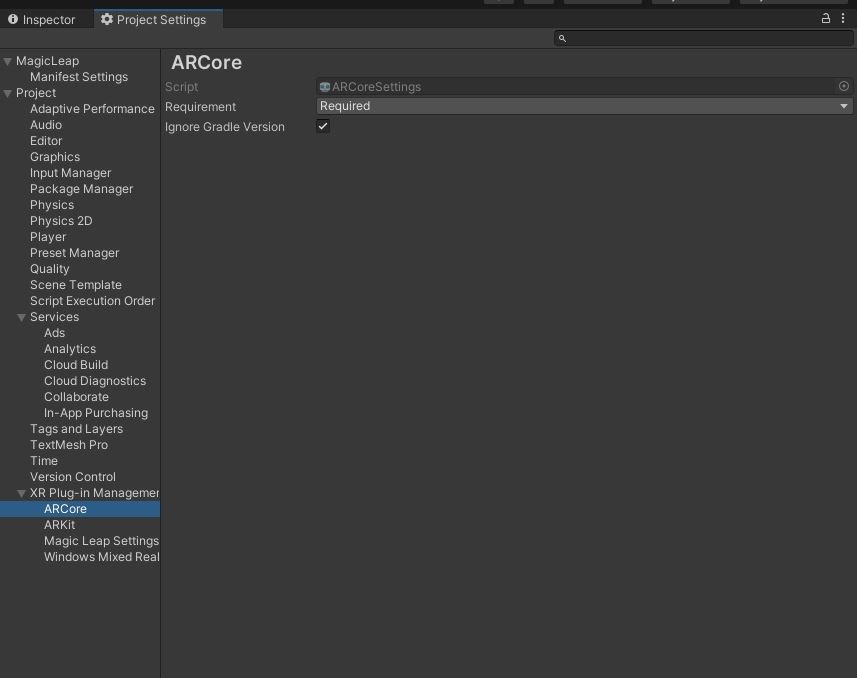 Inspector
Project Settings
MagicLeap
Manifest Settings
Project
Adaptive Performance
Audio
Editor
Graphics
Input Manager
Package Manager
Physics
Physics 2D
Player
Preset Manager
Quality
Scene Template
Script Execution Order
Services
Ads
Analytics
Cloud Build
Cloud Diagnostics
Collaborate
In-App Purchasing
Tags and Layers
TextMesh Pro
Time
Version Control
XR Plug-in Managemer
ARCore
ARKit
Magic Leap Settings
Windows Mixed Real
ARCore
Script
ARCoreSettings
Requirement
Required
Ignore Gradle Version